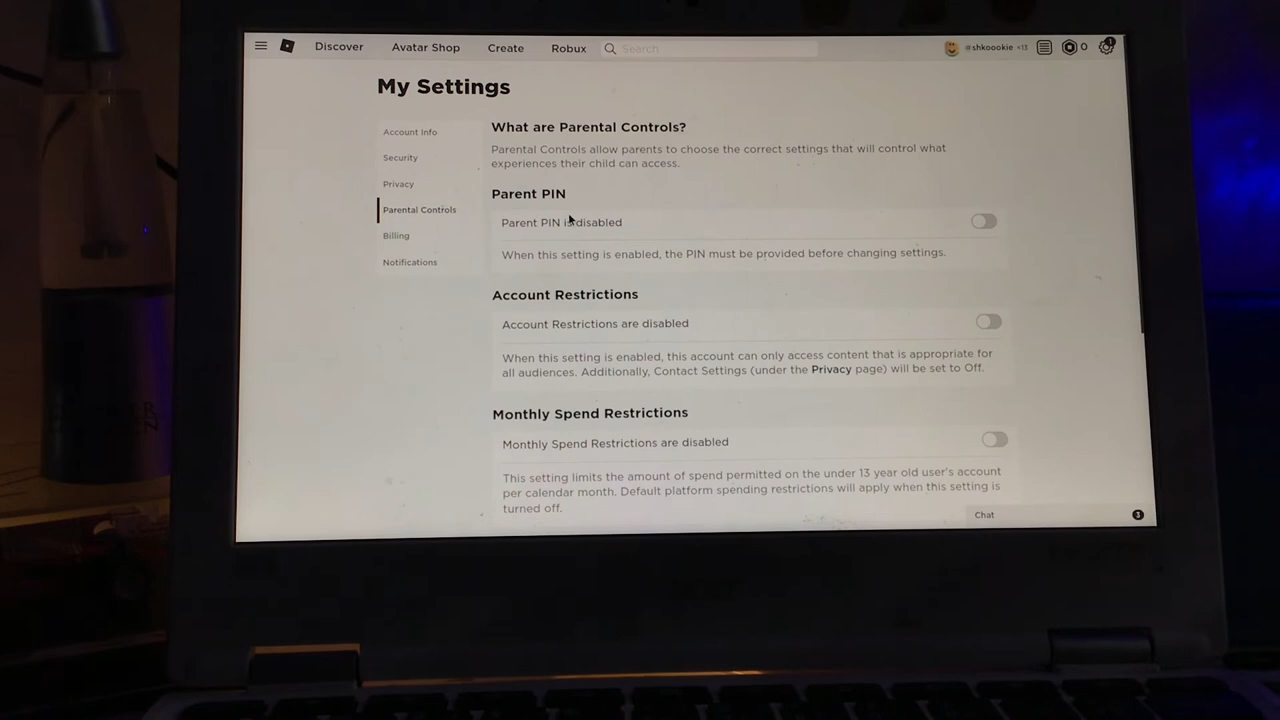 Discover Avatar Shop Create Robux Search @shkoookie <13 0 1
My Settings
Account Info
Security
Privacy
Parental Controls
Billing
Notifications
What are Parental Controls?
Parental Controls allow parents to choose the correct settings that will control what
experiences their child can access.
Parent PIN
Parent PIN is disabled
When this setting is enabled, the PIN must be provided before changing settings.
Account Restrictions
Account Restrictions are disabled
When this setting is enabled, this account can only access content that is appropriate for
all audiences. Additionally, Contact Settings (under the Privacy page) will be set to Off.
Monthly Spend Restrictions
Monthly Spend Restrictions are disabled
This setting limits the amount of spend permitted on the under 13 year old user's account
per calendar month. Default platform spending restrictions will apply when this setting is
turned off.
Chat 3